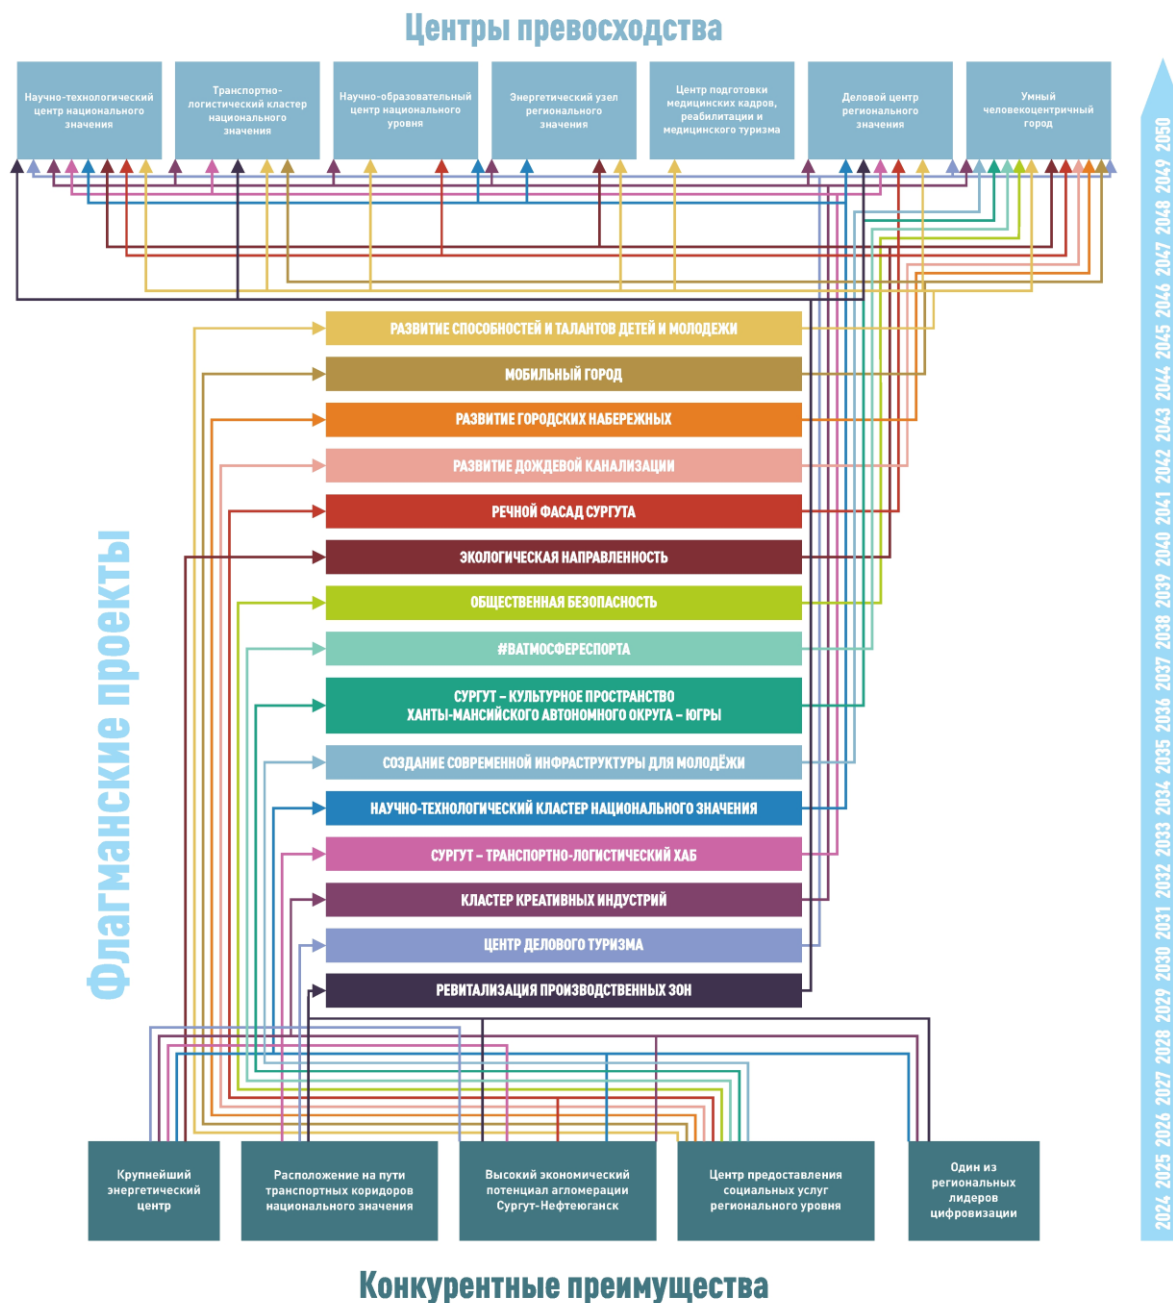 Центры превосходства
Научно-технологический
центр национального
значения
Транспортно-
логистический кластер
национального
значения
Научно-образовательный
центр национального
уровня
Энергетический узел
регионального
значения
Центр подготовки
медицинских кадров,
реабилитации и
медицинского туризма
Деловой центр
регионального
значения
Умный
человекоцентричный
город
РАЗВИТИЕ СПОСОБНОСТЕЙ И ТАЛАНТОВ ДЕТЕЙ И МОЛОДЕЖИ
МОБИЛЬНЫЙ ГОРОД
РАЗВИТИЕ ГОРОДСКИХ НАБЕРЕЖНЫХ
РАЗВИТИЕ ДОЖДЕВОЙ КАНАЛИЗАЦИИ
РЕЧНОЙ ФАСАД СУРГУТА
ЭКОЛОГИЧЕСКАЯ НАПРАВЛЕННОСТЬ
ОБЩЕСТВЕННАЯ БЕЗОПАСНОСТЬ
#ВАТМОСФЕРЕСПОРТА
СУРГУТ – КУЛЬТУРНОЕ ПРОСТРАНСТВО
ХАНТЫ-МАНСИЙСКОГО АВТОНОМНОГО ОКРУГА – ЮГРЫ
СОЗДАНИЕ СОВРЕМЕННОЙ ИНФРАСТРУКТУРЫ ДЛЯ МОЛОДЁЖИ
НАУЧНО-ТЕХНОЛОГИЧЕСКИЙ КЛАСТЕР НАЦИОНАЛЬНОГО ЗНАЧЕНИЯ
СУРГУТ – ТРАНСПОРТНО-ЛОГИСТИЧЕСКИЙ ХАБ
КЛАСТЕР КРЕАТИВНЫХ ИНДУСТРИЙ
ЦЕНТР ДЕЛОВОГО ТУРИЗМА
РЕВИТАЛИЗАЦИЯ ПРОИЗВОДСТВЕННЫХ ЗОН
Флагманские проекты
Крупнейший
энергетический
центр
Расположение на пути
транспортных коридоров
национального значения
Высокий экономический
потенциал агломерации
Сургут-Нефтеюганск
Центр предоставления
социальных услуг
регионального уровня
Один из
региональных
лидеров
цифровизации
Конкурентные преимущества
2024 2025 2026 2027 2028 2029 2030 2031 2032 2033 2034 2035 2036 2037 2038 2039 2040 2041 2042 2043 2044 2045 2046 2047 2048 2049 2050